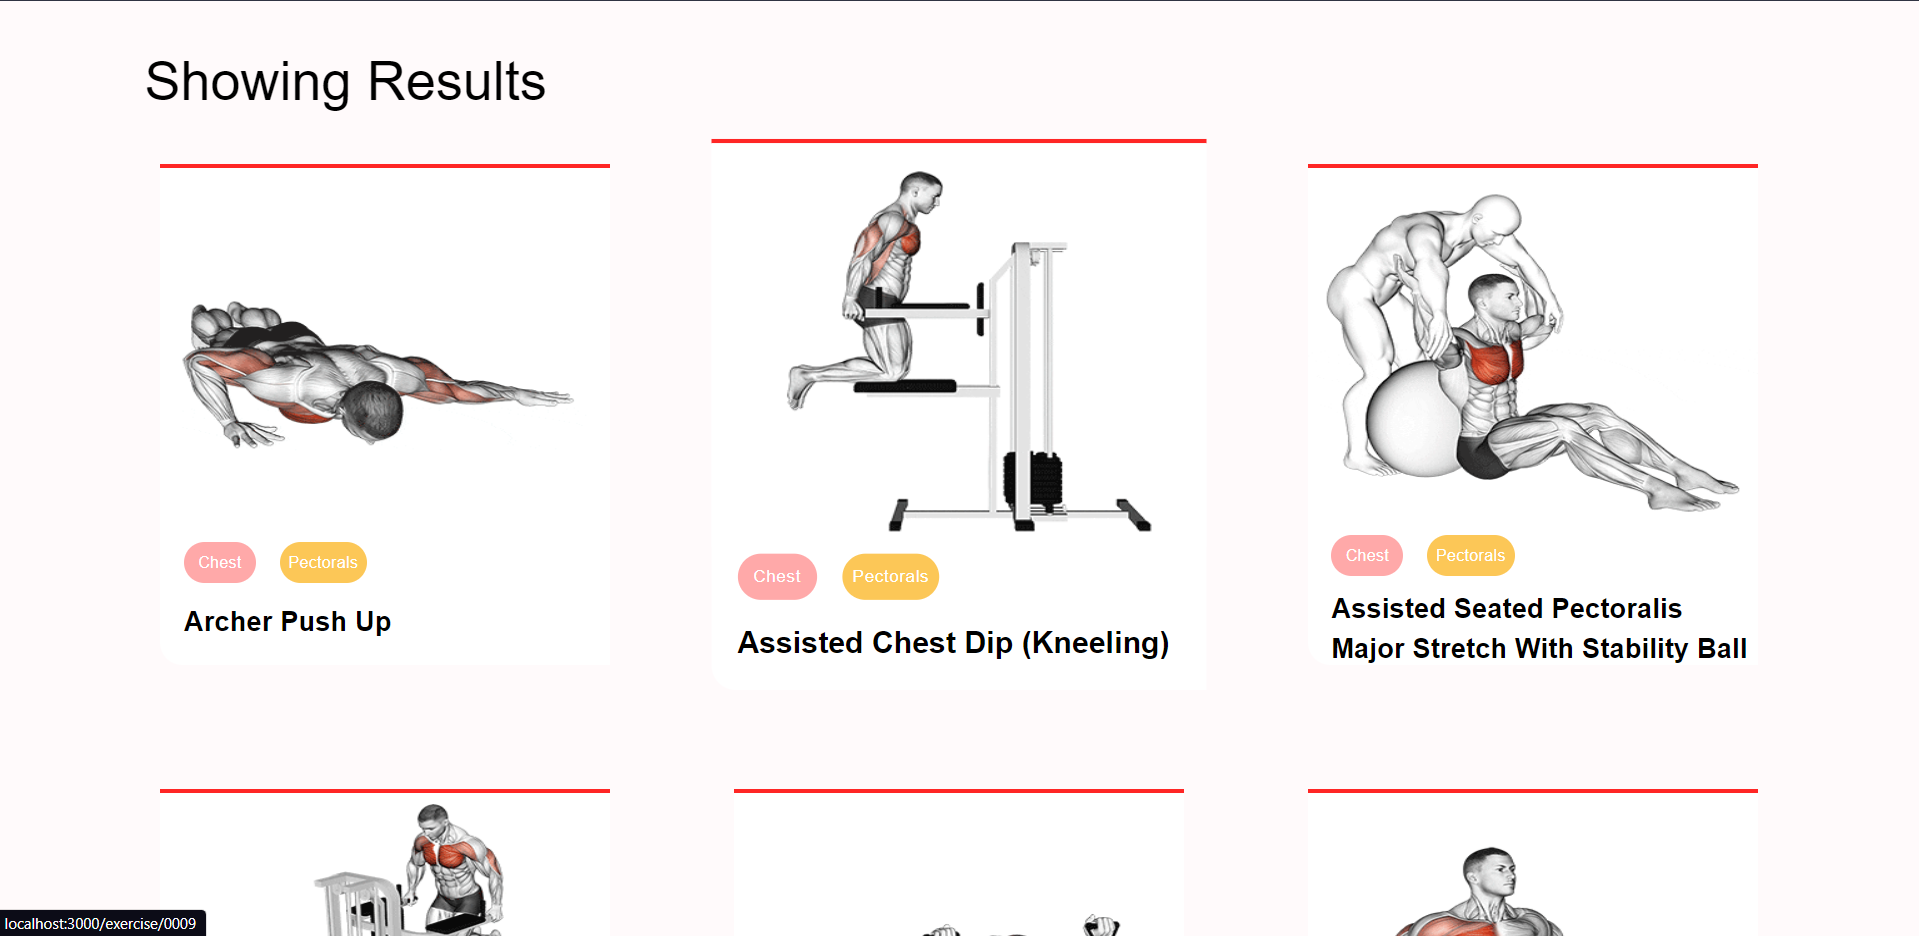 Showing Results
Chest
Pectorals
Archer Push Up
Chest
Pectorals
Assisted Chest Dip (Kneeling)
Chest
Pectorals
Assisted Seated Pectoralis
Major Stretch With Stability Ball
localhost:3000/exercise/0009